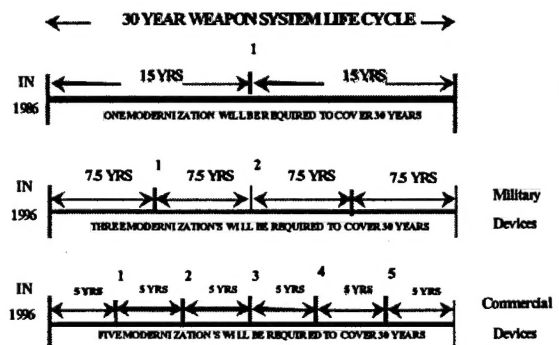 30 YEAR WEAPON SYSTEM LIFE CYCLE
1
IN
1986
15 YRS 15 YRS
ONE MODERNIZATION WILL BE REQUIRED TO COVER 30 YEARS
1 2
IN
1996
7.5 YRS 7.5 YRS 7.5 YRS 7.5 YRS
Military
Devices
THREE MODERNIZATION'S WILL BE REQUIRED TO COVER 30 YEARS
1 2 3 4 5
IN
1996
5 YRS 5 YRS 5 YRS 5 YRS 5 YRS 5 YRS
Commercial
Devices
FIVE MODERNIZATION'S WILL BE REQUIRED TO COVER 30 YEARS